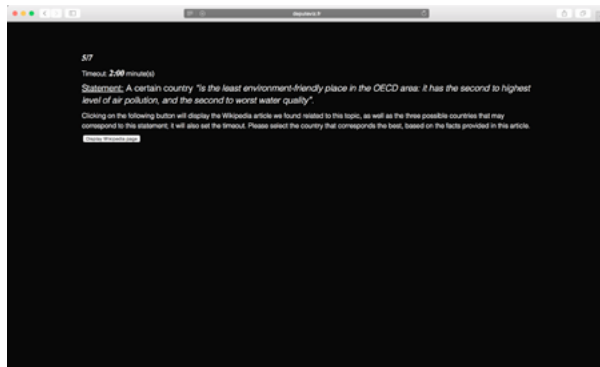 5/7
Timeout: 2:00 minute(s)
Statement: A certain country "is the least environment-friendly place in the OECD area: it has the second to highest
level of air pollution, and the second to worst water quality".
Clicking on the following button will display the Wikipedia article we found related to this topic, as well as the three possible countries that may
correspond to this statement; it will also set the timeout. Please select the country that corresponds the best, based on the facts provided in this article.
Display Wikipedia page